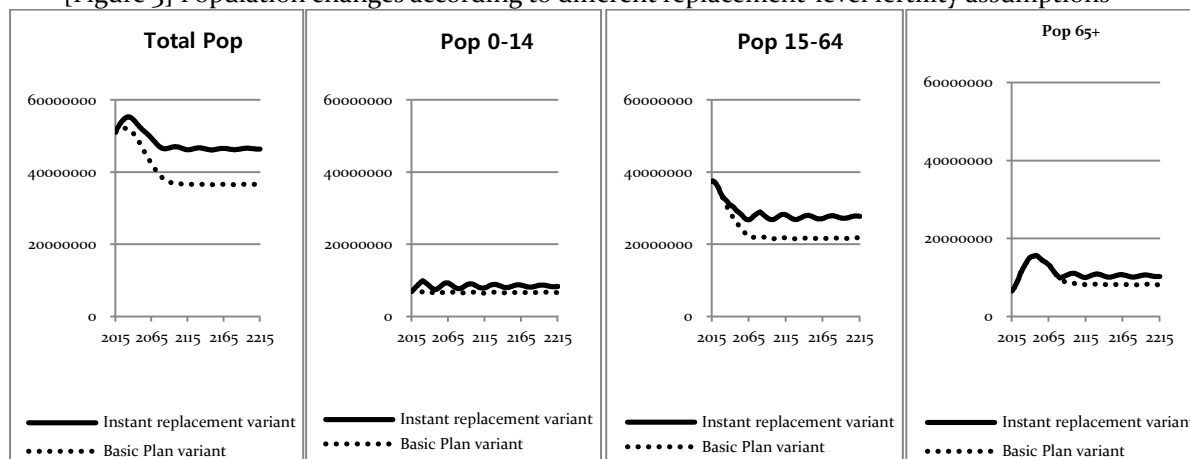 [Figure 3] Population changes according to different replacement-level fertility assumptions
Total Pop
60000000
40000000
20000000
0
2015 2065 2115 2165 2215
Instant replacement variant
Basic Plan variant
Pop 0-14
60000000
40000000
20000000
0
2015 2065 2115 2165 2215
Instant replacement variant
Basic Plan variant
Pop 15-64
60000000
40000000
20000000
0
2015 2065 2115 2165 2215
Instant replacement variant
Basic Plan variant
Pop 65+
60000000
40000000
20000000
0
2015 2065 2115 2165 2215
Instant replacement variant
Basic Plan variant